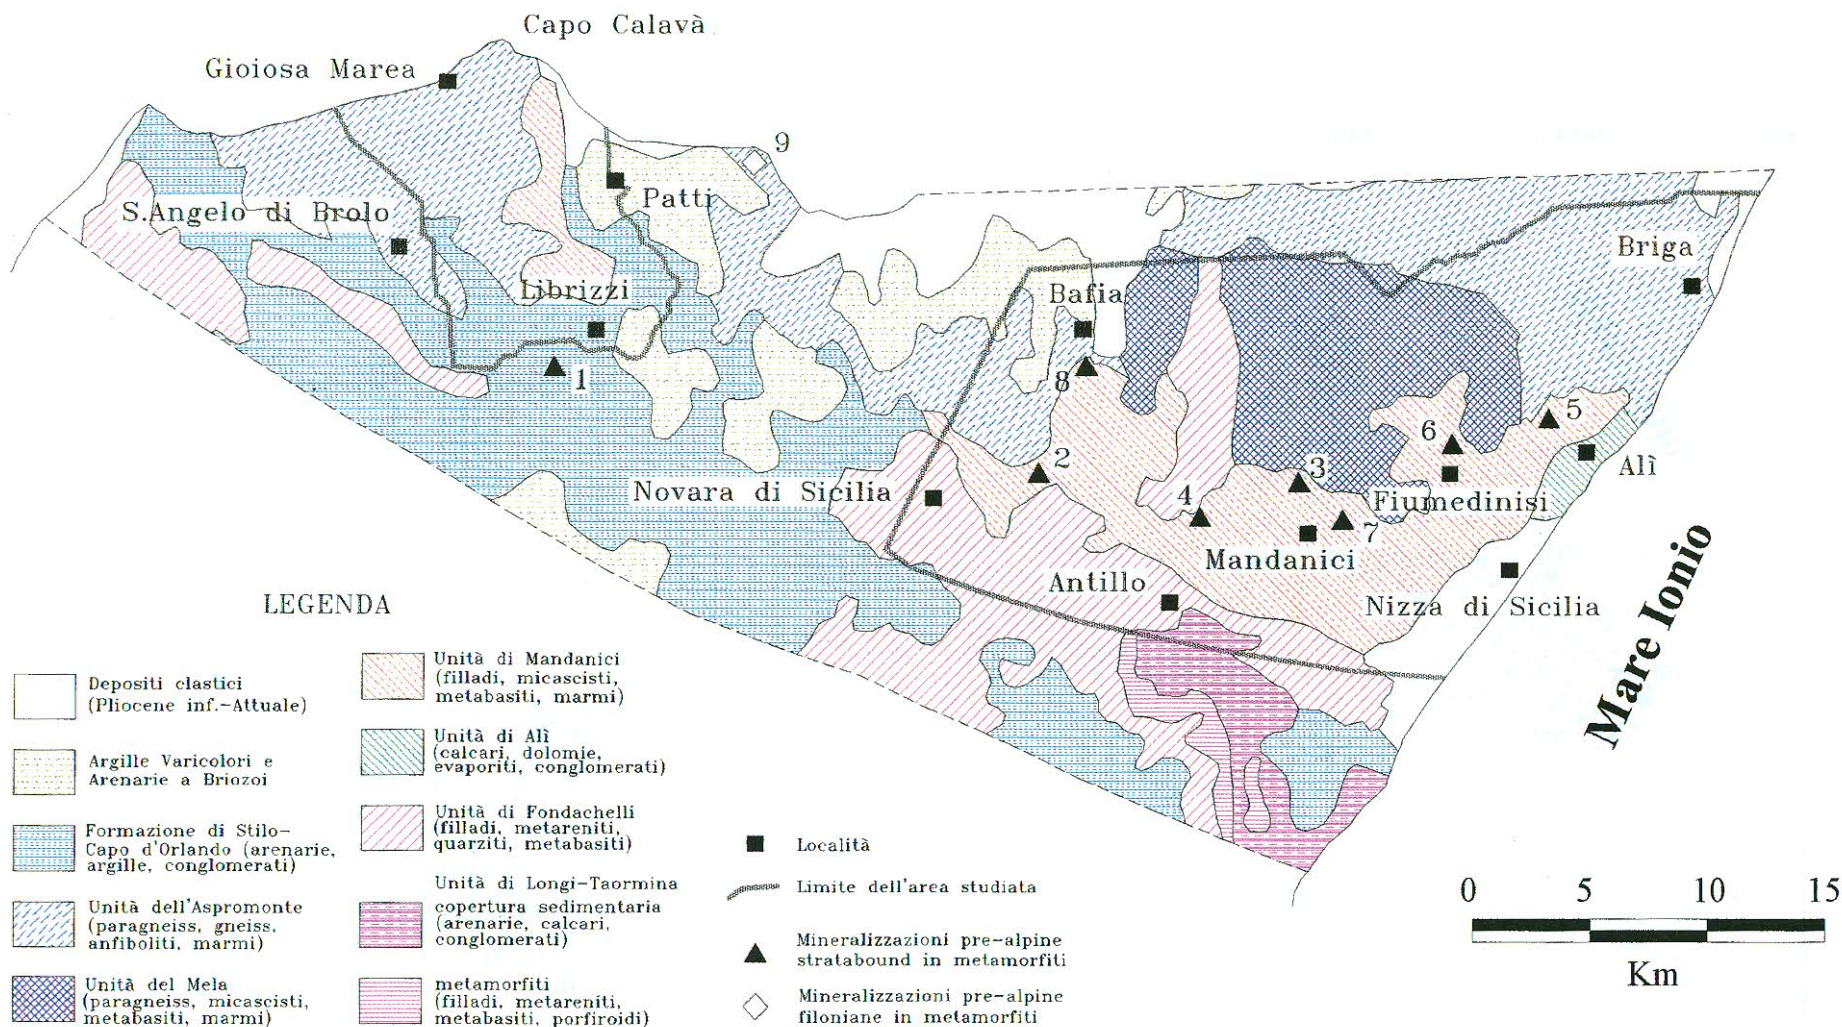 Capo Calavà
Gioiosa Marea
9
Patti
S.Angelo di Brolo
Briga
Librizzi
Bafia
1
8
5
6
Alì
2
3
Novara di Sicilia
4
Fiumedinisi
7
Mandanici
Antillo
Nizza di Sicilia
Mare Ionio
LEGENDA
Depositi clastici
(Pliocene inf.-Attuale)
Argille Varicolori e
Arenarie a Briozoi
Formazione di Stilo-
Capo d'Orlando (arenarie,
argille, conglomerati)
Unità dell'Aspromonte
(paragneiss, gneiss,
anfiboliti, marmi)
Unità del Mela
(paragneiss, micascisti,
metabasiti, marmi)
Unità di Mandanici
(filladi, micascisti,
metabasiti, marmi)
Unità di Alì
(calcari, dolomie,
evaporiti, conglomerati)
Unità di Fondachelli
(filladi, metareniti,
quarziti, metabasiti)
Unità di Longi-Taormina
copertura sedimentaria
(arenarie, calcari,
conglomerati)
metamorfiti
(filladi, metareniti,
metabasiti, porfiroidi)
Località
Limite dell'area studiata
Mineralizzazioni pre-alpine
stratabound in metamorfiti
Mineralizzazioni pre-alpine
filoniane in metamorfiti
0 5 10 15
Km